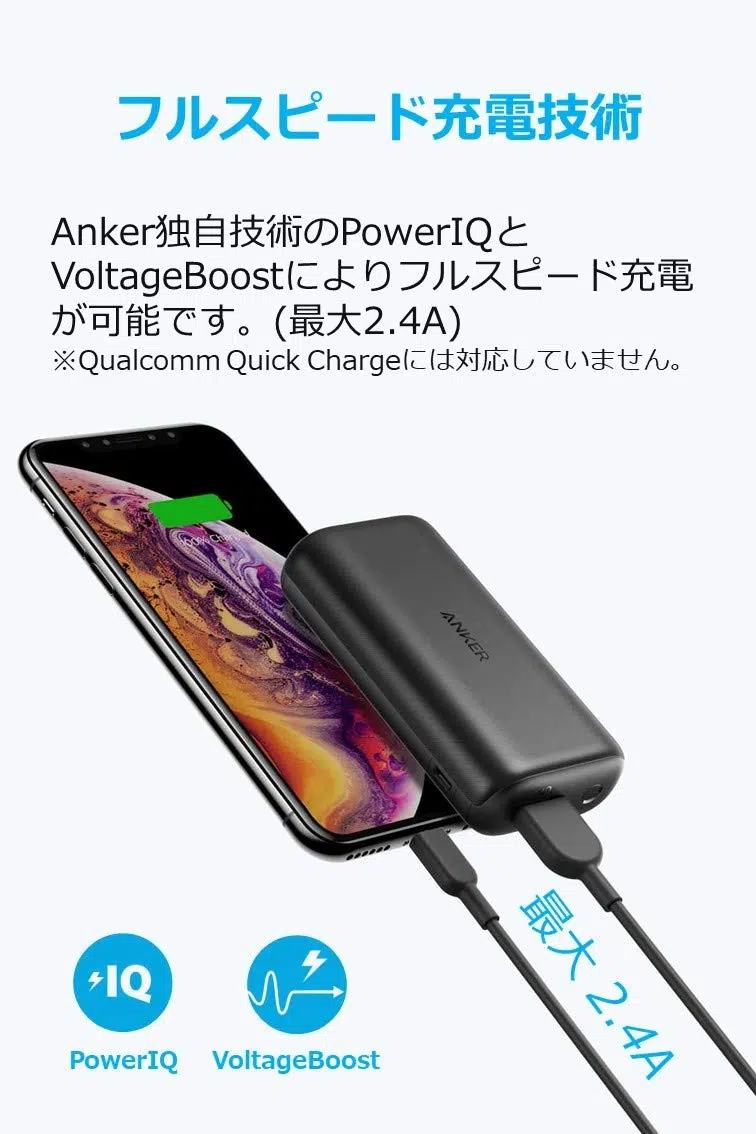 フルスピード充電技術
Anker独自技術のPowerIQと
VoltageBoostによりフルスピード充電
が可能です。(最大2.4A)
※Qualcomm Quick Chargeには対応していません。
100% Charged
ANKER
最大 2.4A
IQ
PowerIQ
VoltageBoost